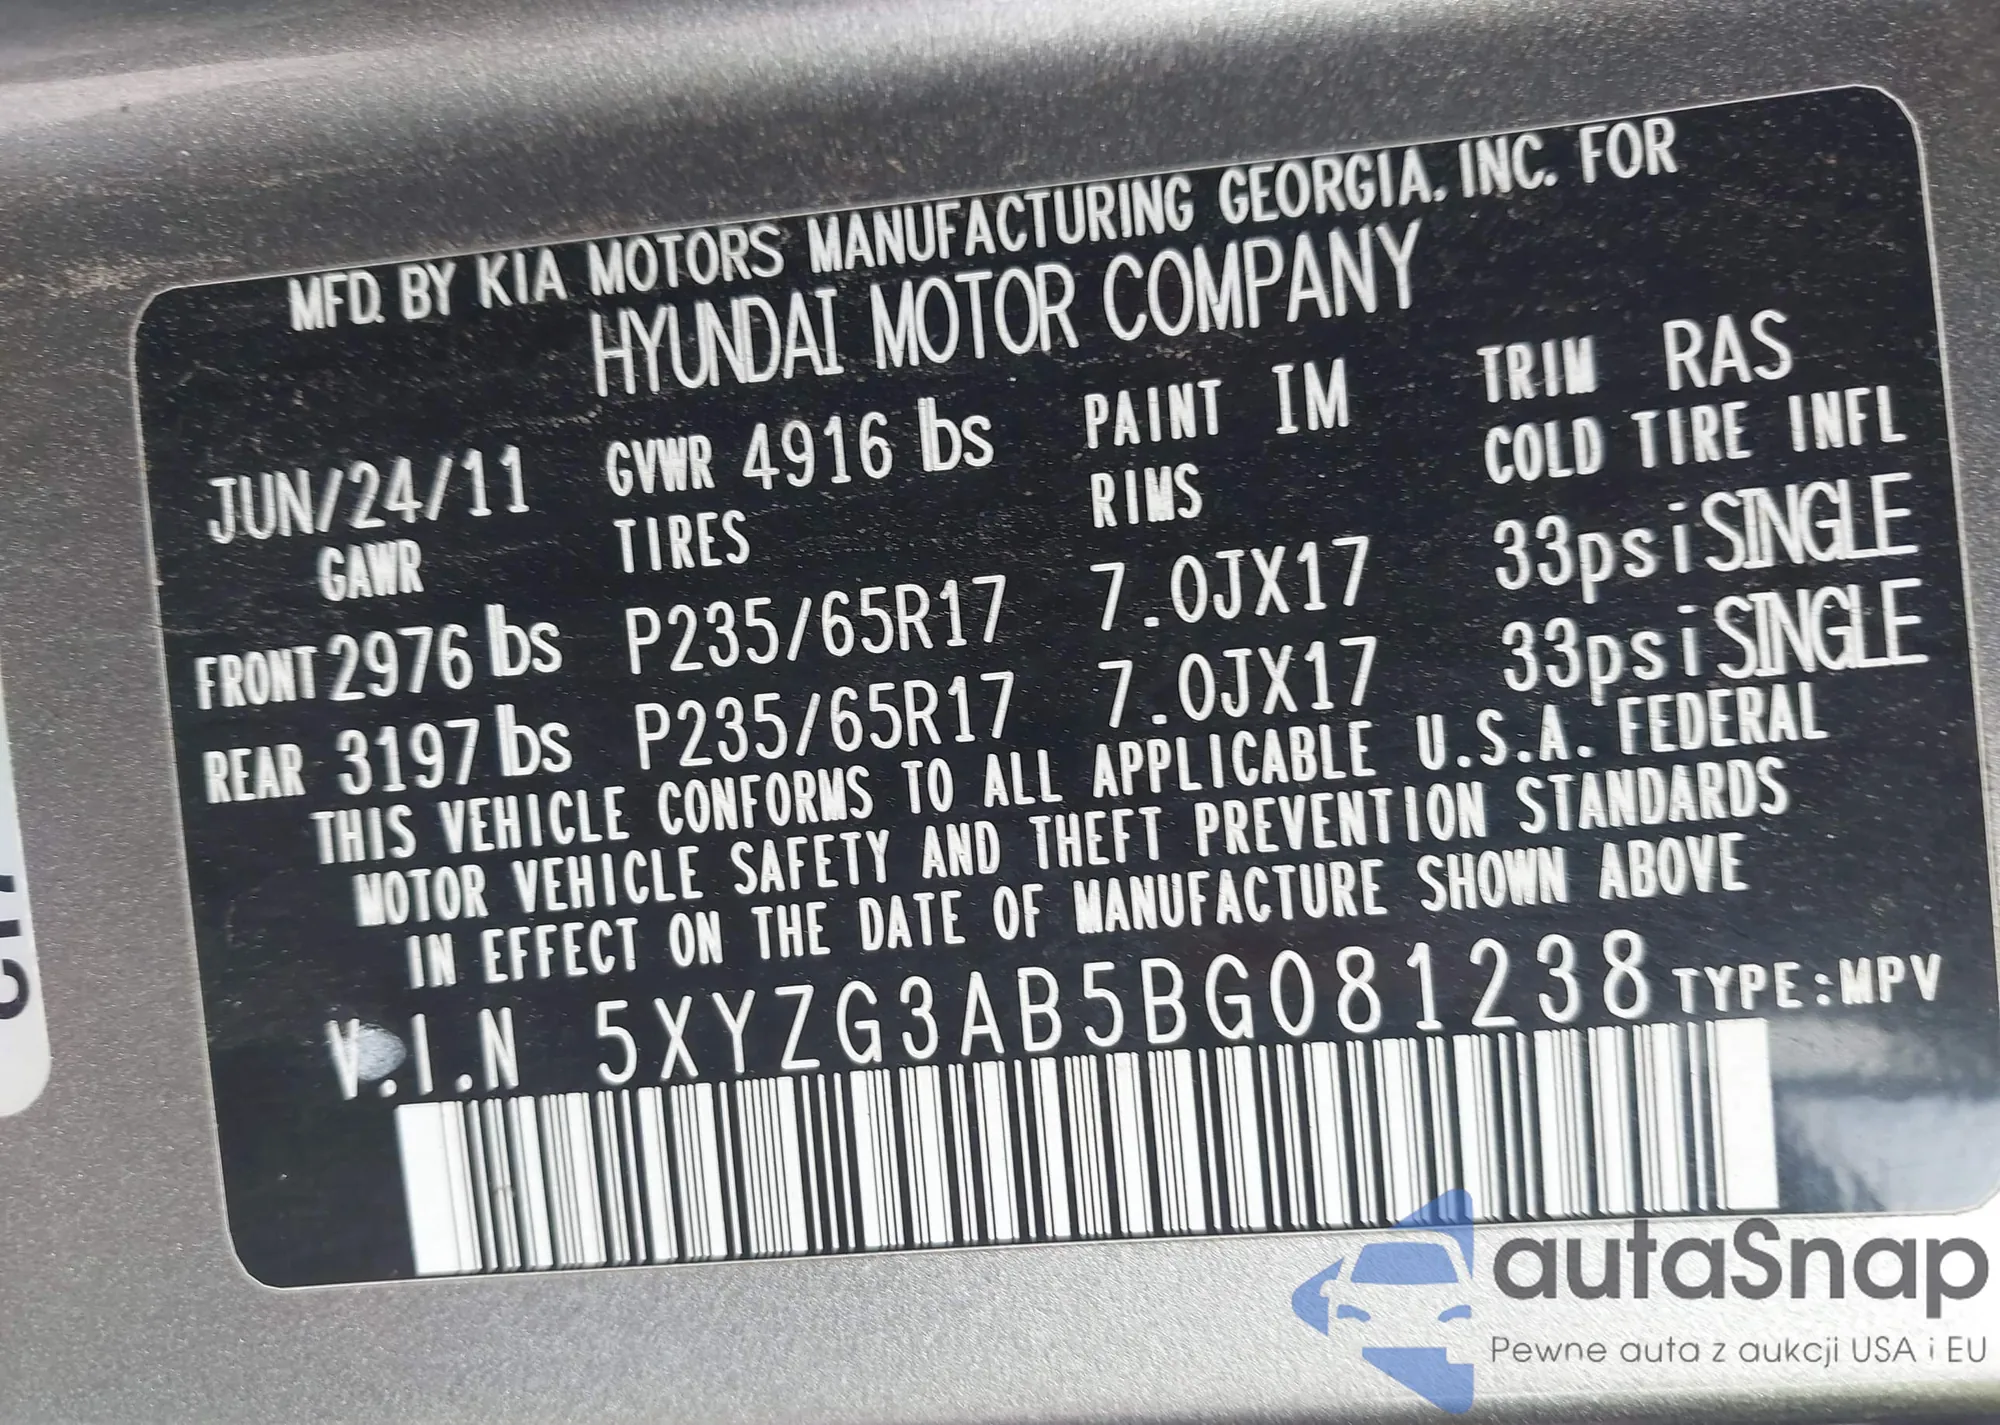 MFD. BY KIA MOTORS MANUFACTURING GEORGIA, INC. FOR
HYUNDAI MOTOR COMPANY
JUN/24/11 GVWR 4916 lbs PAINT IM TRIM RAS
GAWR TIRES RIMS COLD TIRE INFL
FRONT 2976 lbs P235/65R17 7.0JX17 33psi SINGLE
REAR 3197 lbs P235/65R17 7.0JX17 33psi SINGLE
THIS VEHICLE CONFORMS TO ALL APPLICABLE U.S.A. FEDERAL
MOTOR VEHICLE SAFETY AND THEFT PREVENTION STANDARDS
IN EFFECT ON THE DATE OF MANUFACTURE SHOWN ABOVE
V.I.N 5XYZG3AB5BG081238 TYPE:MPV
autaSnap
Pewne auta z aukcji USA i EU